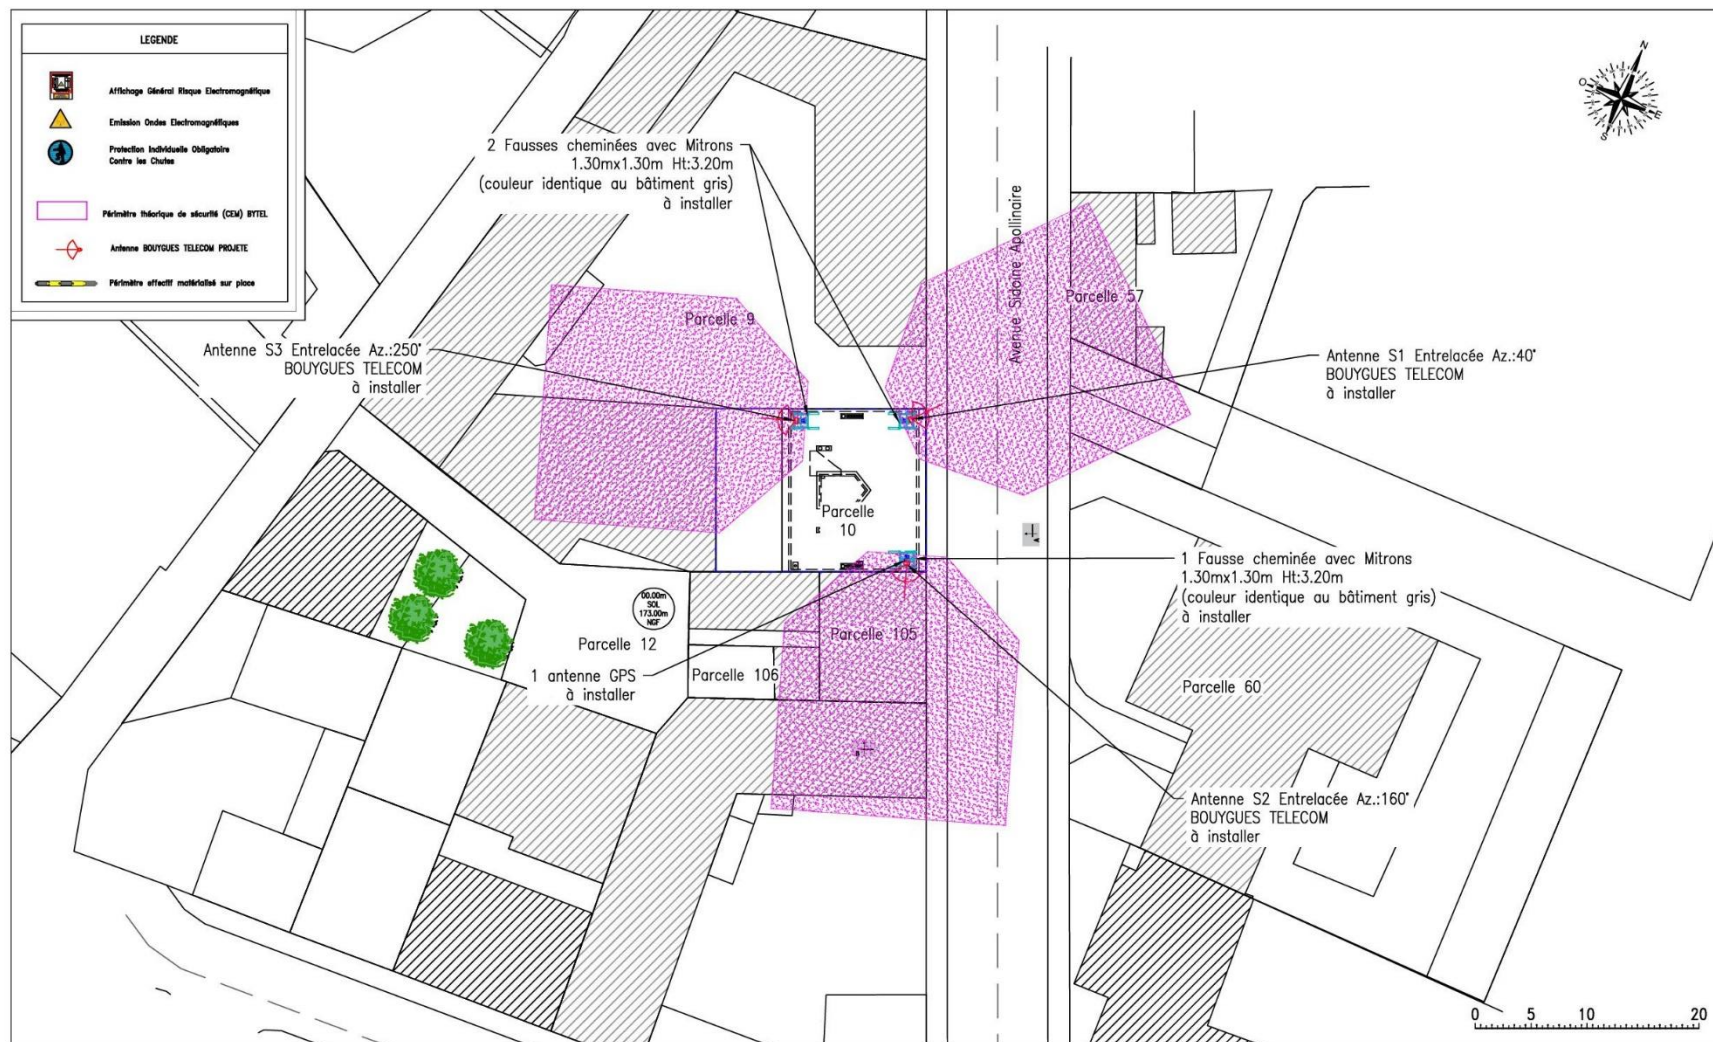 LEGENDE
Affichage Général Risque Electromagnétique
Emission Ondes Electromagnétiques
Protection Individuelle Obligatoire
Contre les Chutes
Périmètre théorique de sécurité (CEM) BYTEL
Antenne BOUYGUES TELECOM PROJETE
Périmètre effectif matérialisé sur place
2 Fausses cheminées avec Mitrons
1.30mx1.30m Ht:3.20m
(couleur identique au bâtiment gris)
à installer
Avenue Sidoine Apollinaire
N
O
E
S
Parcelle 57
Parcelle 9
Antenne S3 Entrelacée Az.:250°
BOUYGUES TELECOM
à installer
Antenne S1 Entrelacée Az.:40°
BOUYGUES TELECOM
à installer
Parcelle
10
1 Fausse cheminée avec Mitrons
1.30mx1.30m Ht:3.20m
(couleur identique au bâtiment gris)
à installer
00.00m
SOL
173.00m
NGF
Parcelle 12
Parcelle 105
1 antenne GPS
à installer
Parcelle 106
Parcelle 60
Antenne S2 Entrelacée Az.:160°
BOUYGUES TELECOM
à installer
0 5 10 20